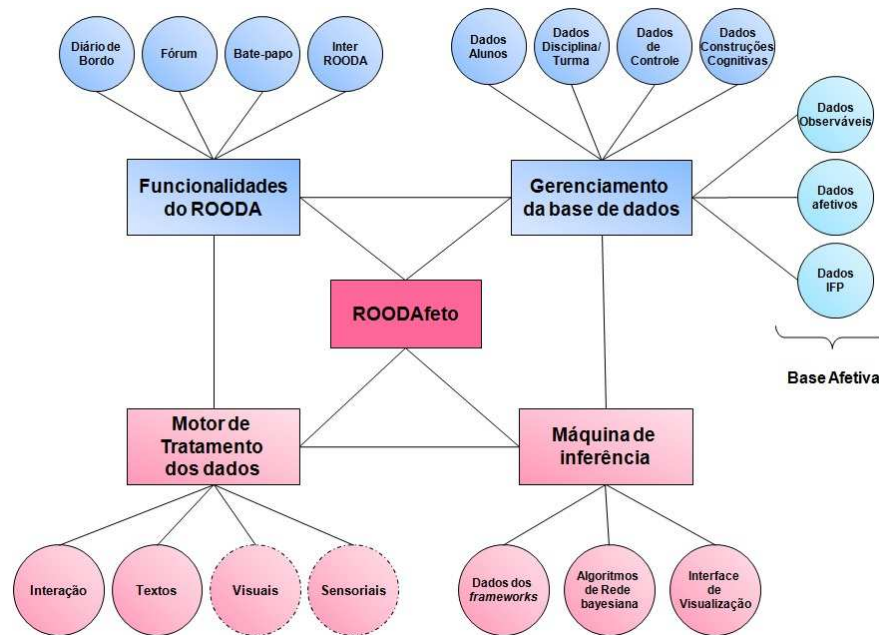 Diário de
Bordo
Fórum
Bate-papo
Inter
ROODA
Dados
Alunos
Dados
Disciplina/
Turma
Dados
de
Controle
Dados
Construções
Cognitivas
Dados
Observáveis
Funcionalidades
do ROODA
Gerenciamento
da base de dados
Dados
afetivos
Dados
IFP
ROODAfeto
Base Afetiva
Motor de
Tratamento
dos dados
Máquina de
inferência
Interação
Textos
Visuais
Sensoriais
Dados dos
frameworks
Algoritmos
de Rede
bayesiana
Interface
de
Visualização